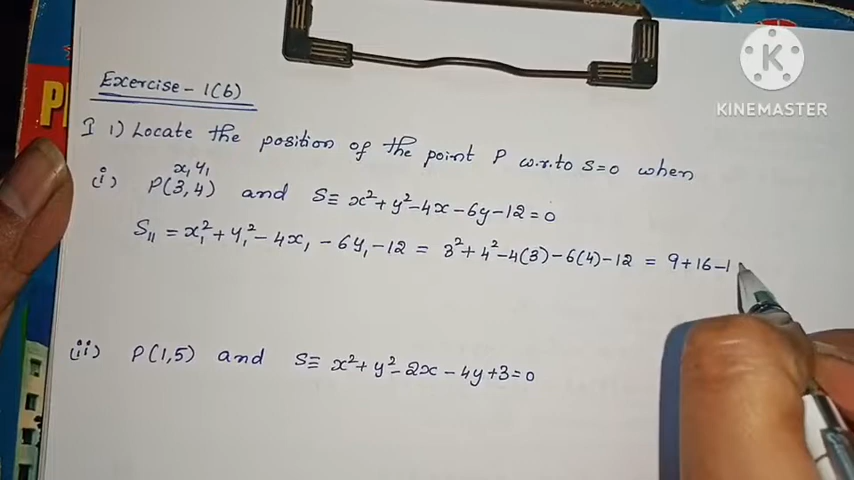 K
KINEMASTER
Exercise - 1(b)
I 1) Locate the position of the point P w.r.to S=0 when
x₁ y₁
(i) P(3,4) and S≡ x²+y²-4x-6y-12=0
S₁₁ = x₁²+y₁²-4x₁-6y₁-12 = 3²+4²-4(3)-6(4)-12 = 9+16-1
(ii) P(1,5) and S≡ x²+y²-2x-4y+3=0